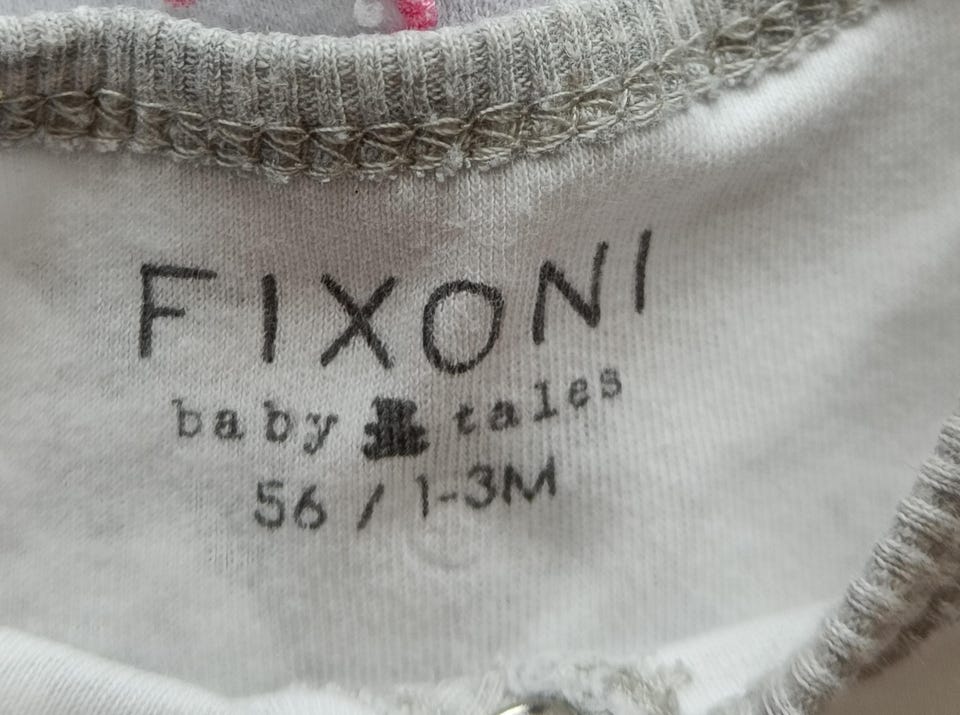 FIXONI
baby tales
56 / 1-3M